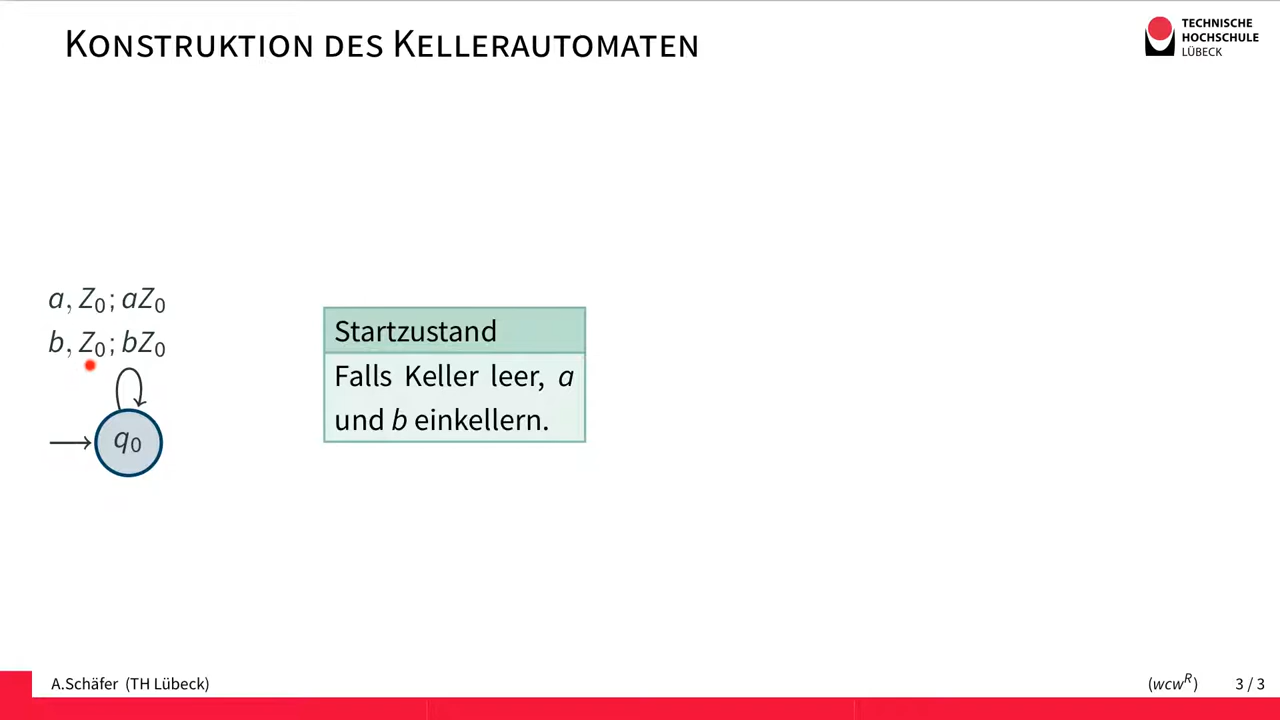 KONSTRUKTION DES KELLERAUTOMATEN
TECHNISCHE
HOCHSCHULE
LÜBECK
a, Z₀; aZ₀
b, Z₀; bZ₀
q₀
Startzustand
Falls Keller leer, a
und b einkellern.
A.Schäfer (TH Lübeck)
(wcwᴿ)
3 / 3